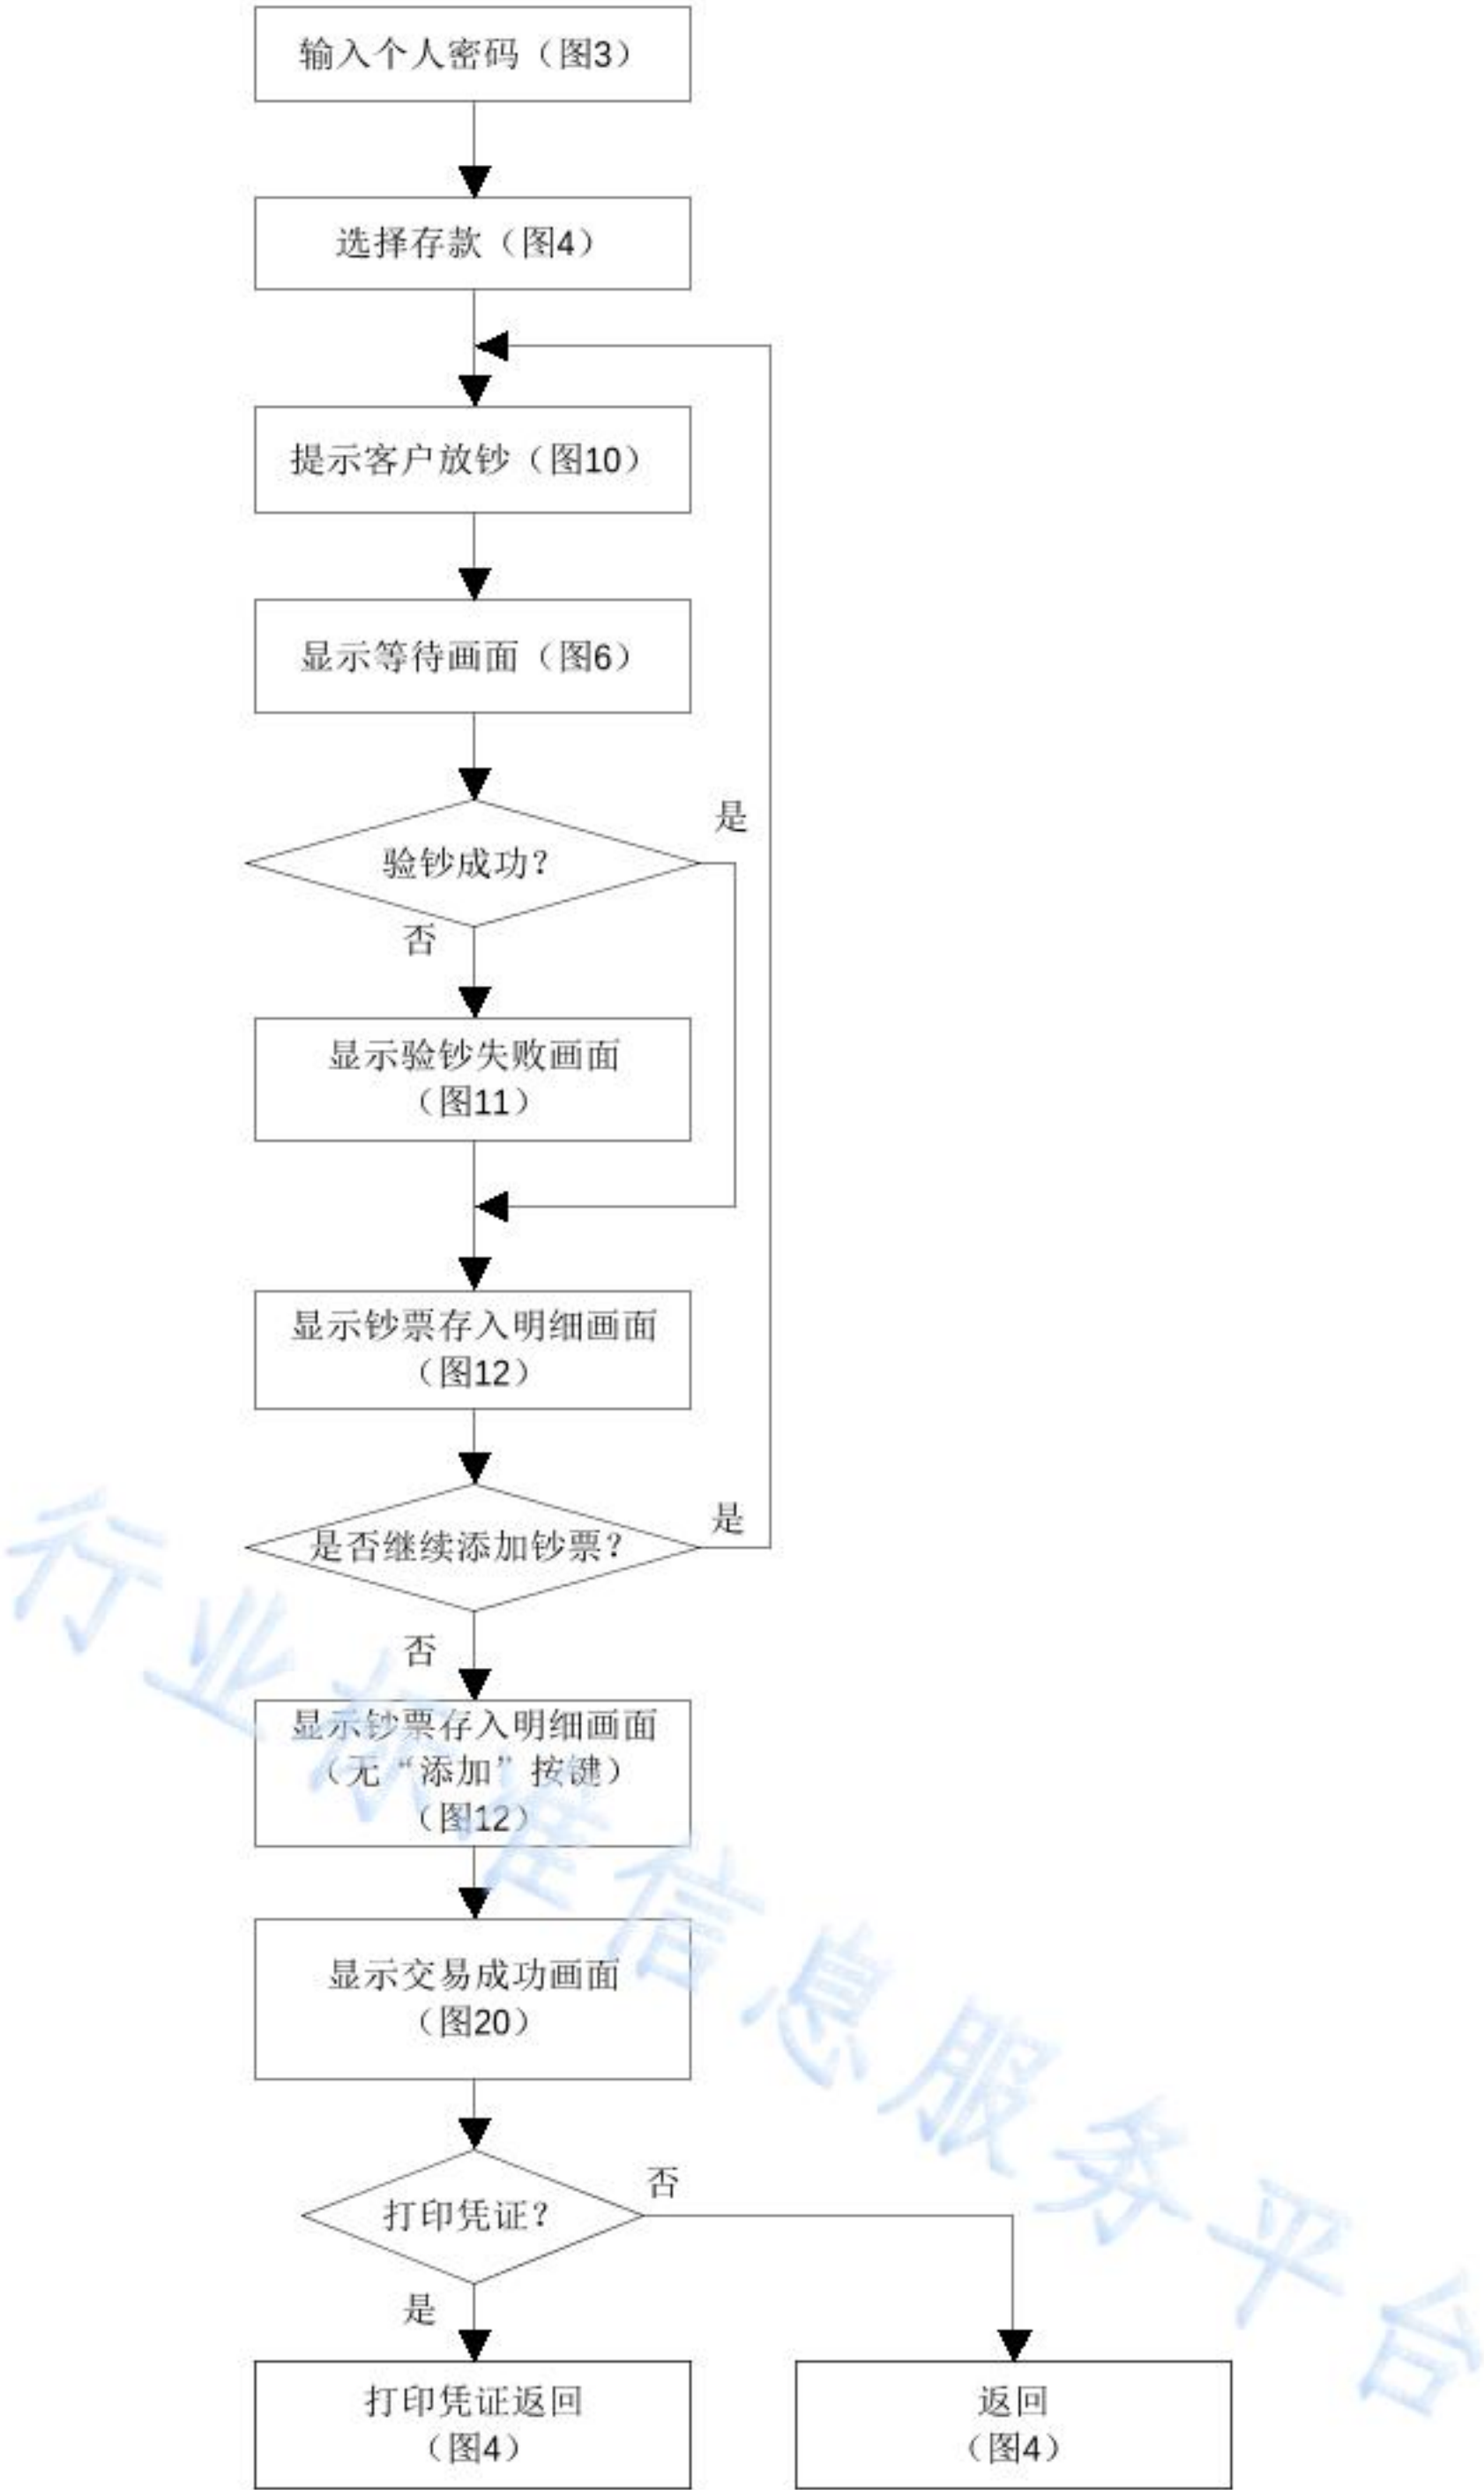 输入个人密码（图3）
选择存款（图4）
提示客户放钞（图10）
显示等待画面（图6）
是
验钞成功？
否
显示验钞失败画面
（图11）
显示钞票存入明细画面
（图12）
是
是否继续添加钞票？
否
显示钞票存入明细画面
（无“添加”按键）
（图12）
显示交易成功画面
（图20）
否
打印凭证？
是
打印凭证返回
（图4）
返回
（图4）
行业标准信息服务平台